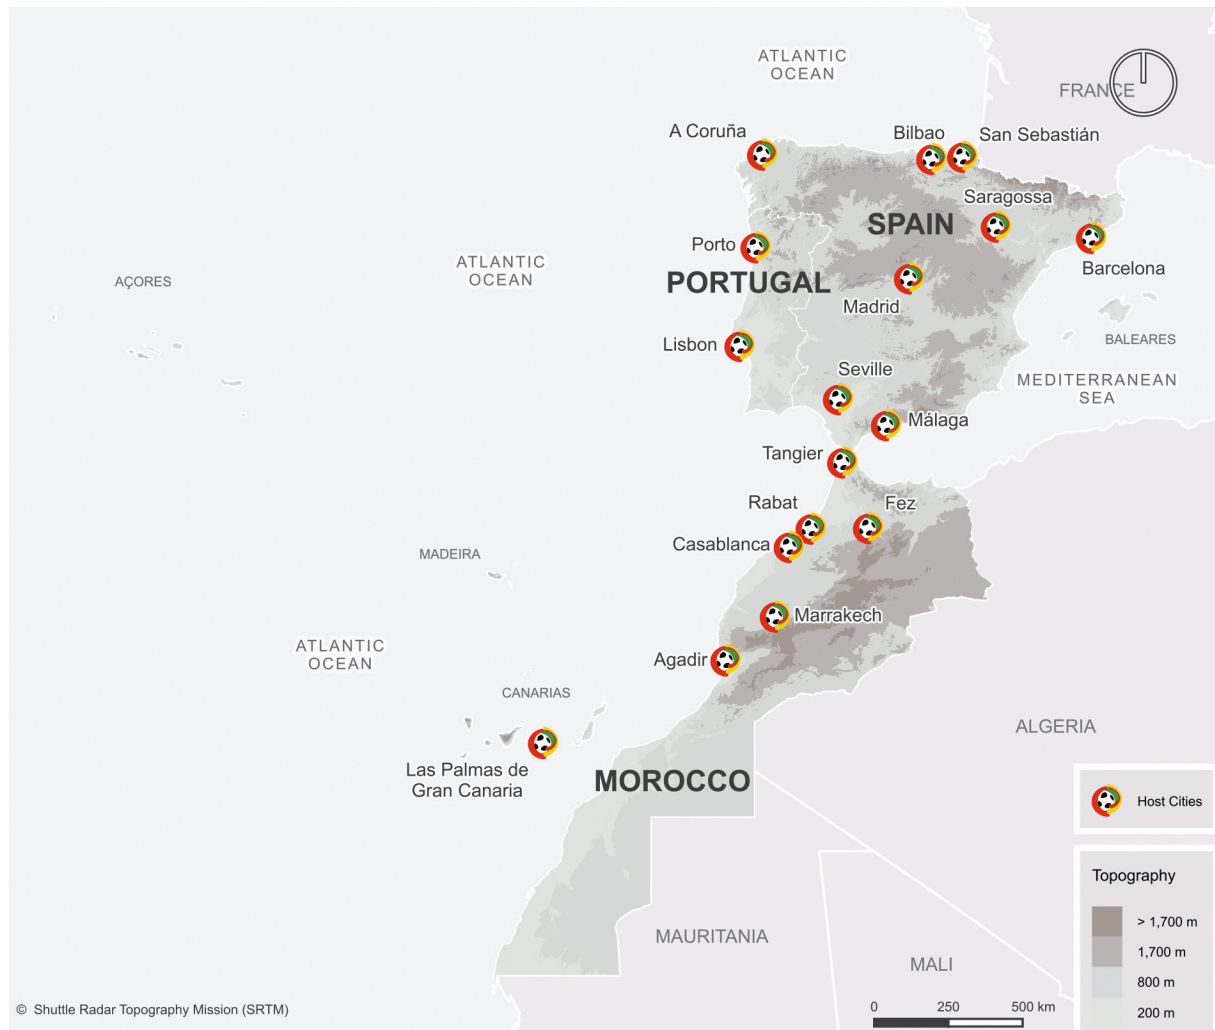 ATLANTIC
OCEAN
FRANCE
A Coruña
Bilbao
San Sebastián
Saragossa
SPAIN
Porto
Barcelona
ATLANTIC
OCEAN
AÇORES
PORTUGAL
Madrid
Lisbon
BALEARES
Seville
MEDITERRANEAN
SEA
Málaga
Tangier
Rabat
Fez
Casablanca
MADEIRA
Marrakech
ATLANTIC
OCEAN
Agadir
CANARIAS
ALGERIA
Las Palmas de
Gran Canaria
MOROCCO
Host Cities
Topography
> 1,700 m
1,700 m
800 m
200 m
MAURITANIA
MALI
0 250 500 km
© Shuttle Radar Topography Mission (SRTM)